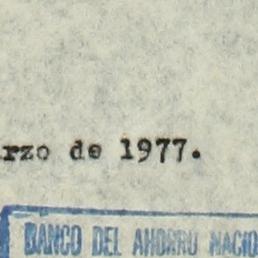 rzo de 1977.
BANCO DEL AHORRO NACIO